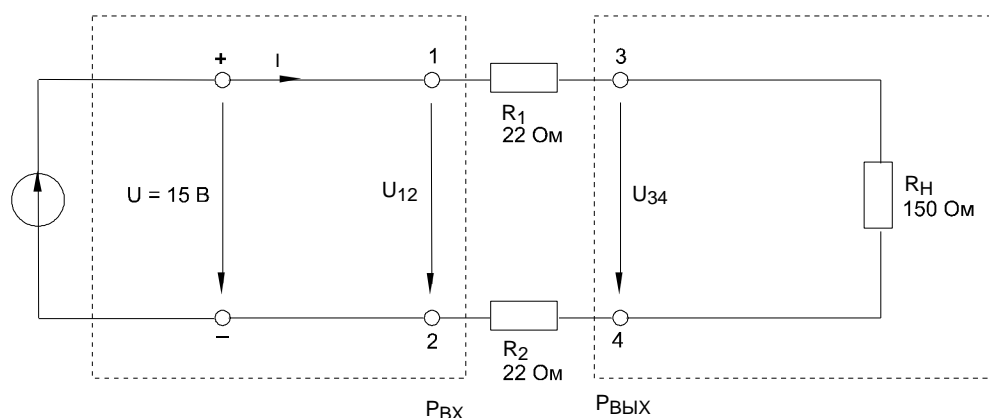 +
I
1
3
R1
22 Ом
U = 15 В
U12
U34
RН
150 Ом
–
2
4
R2
22 Ом
PВХ
PВЫХ